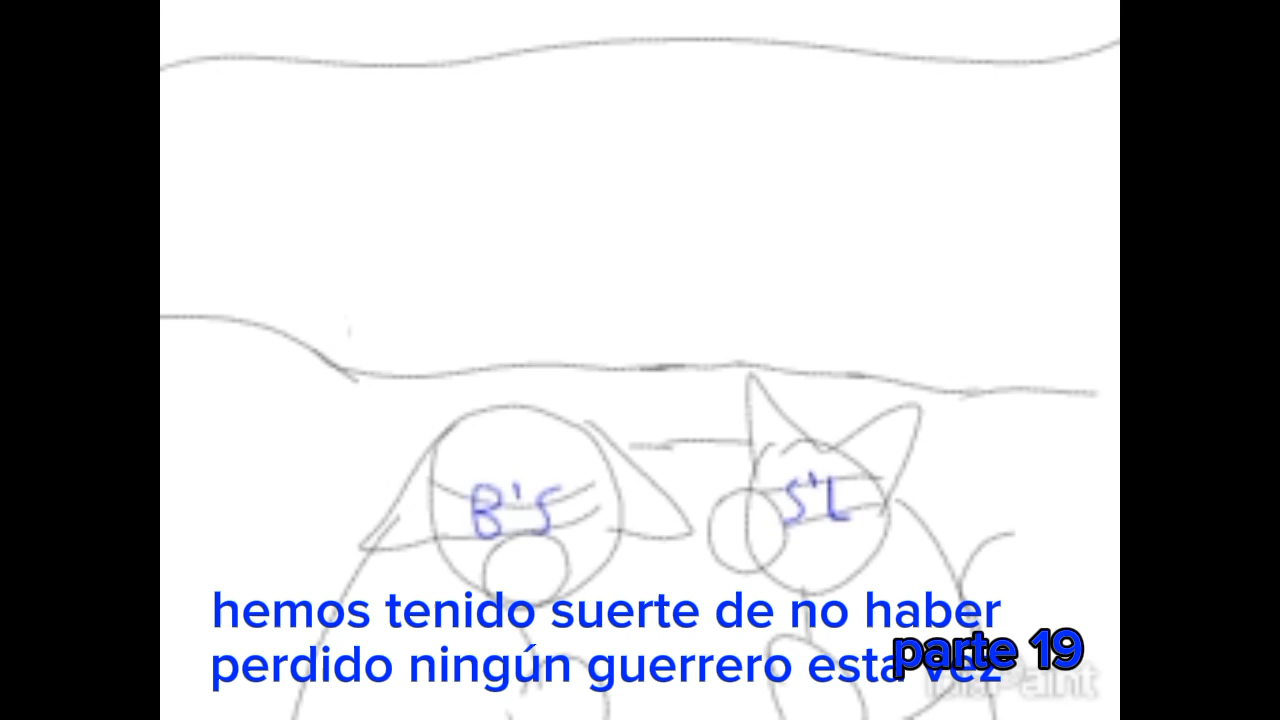 B'S
S'L
hemos tenido suerte de no haber
perdido ningún guerrero esta vez
parte 19